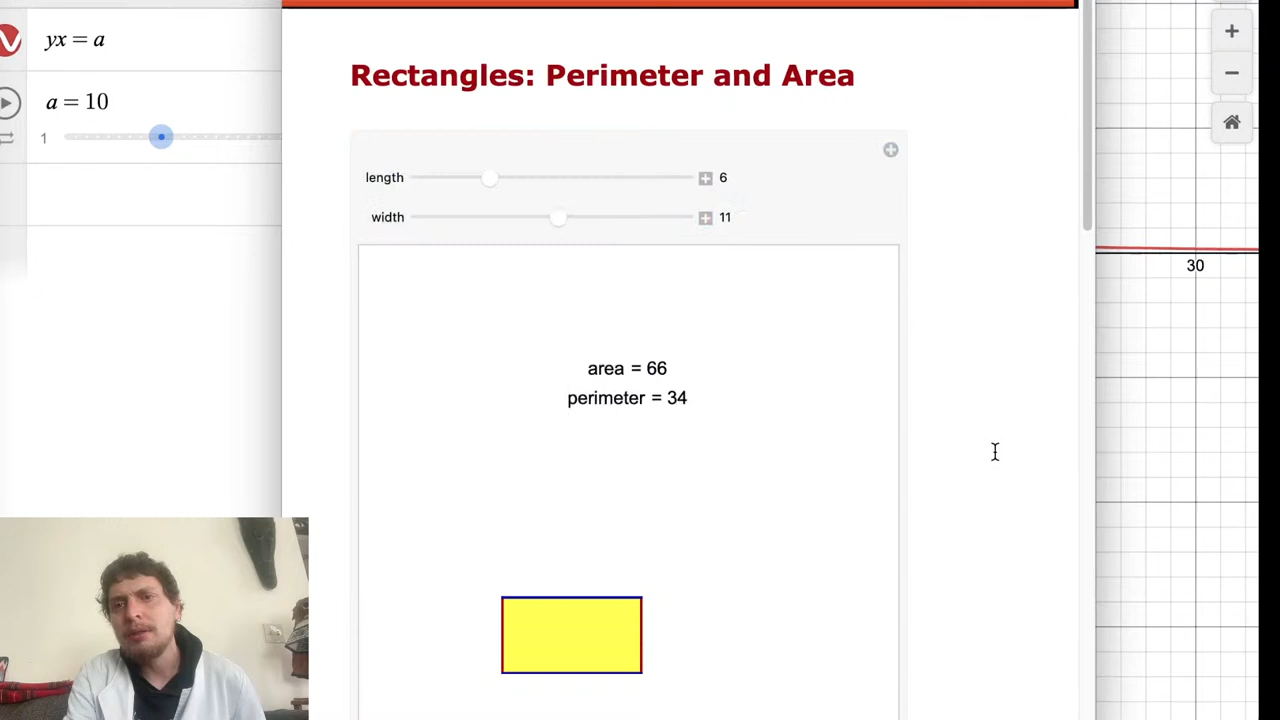 yx = a
a = 10
1
Rectangles: Perimeter and Area
length 6
width 11
area = 66
perimeter = 34
30